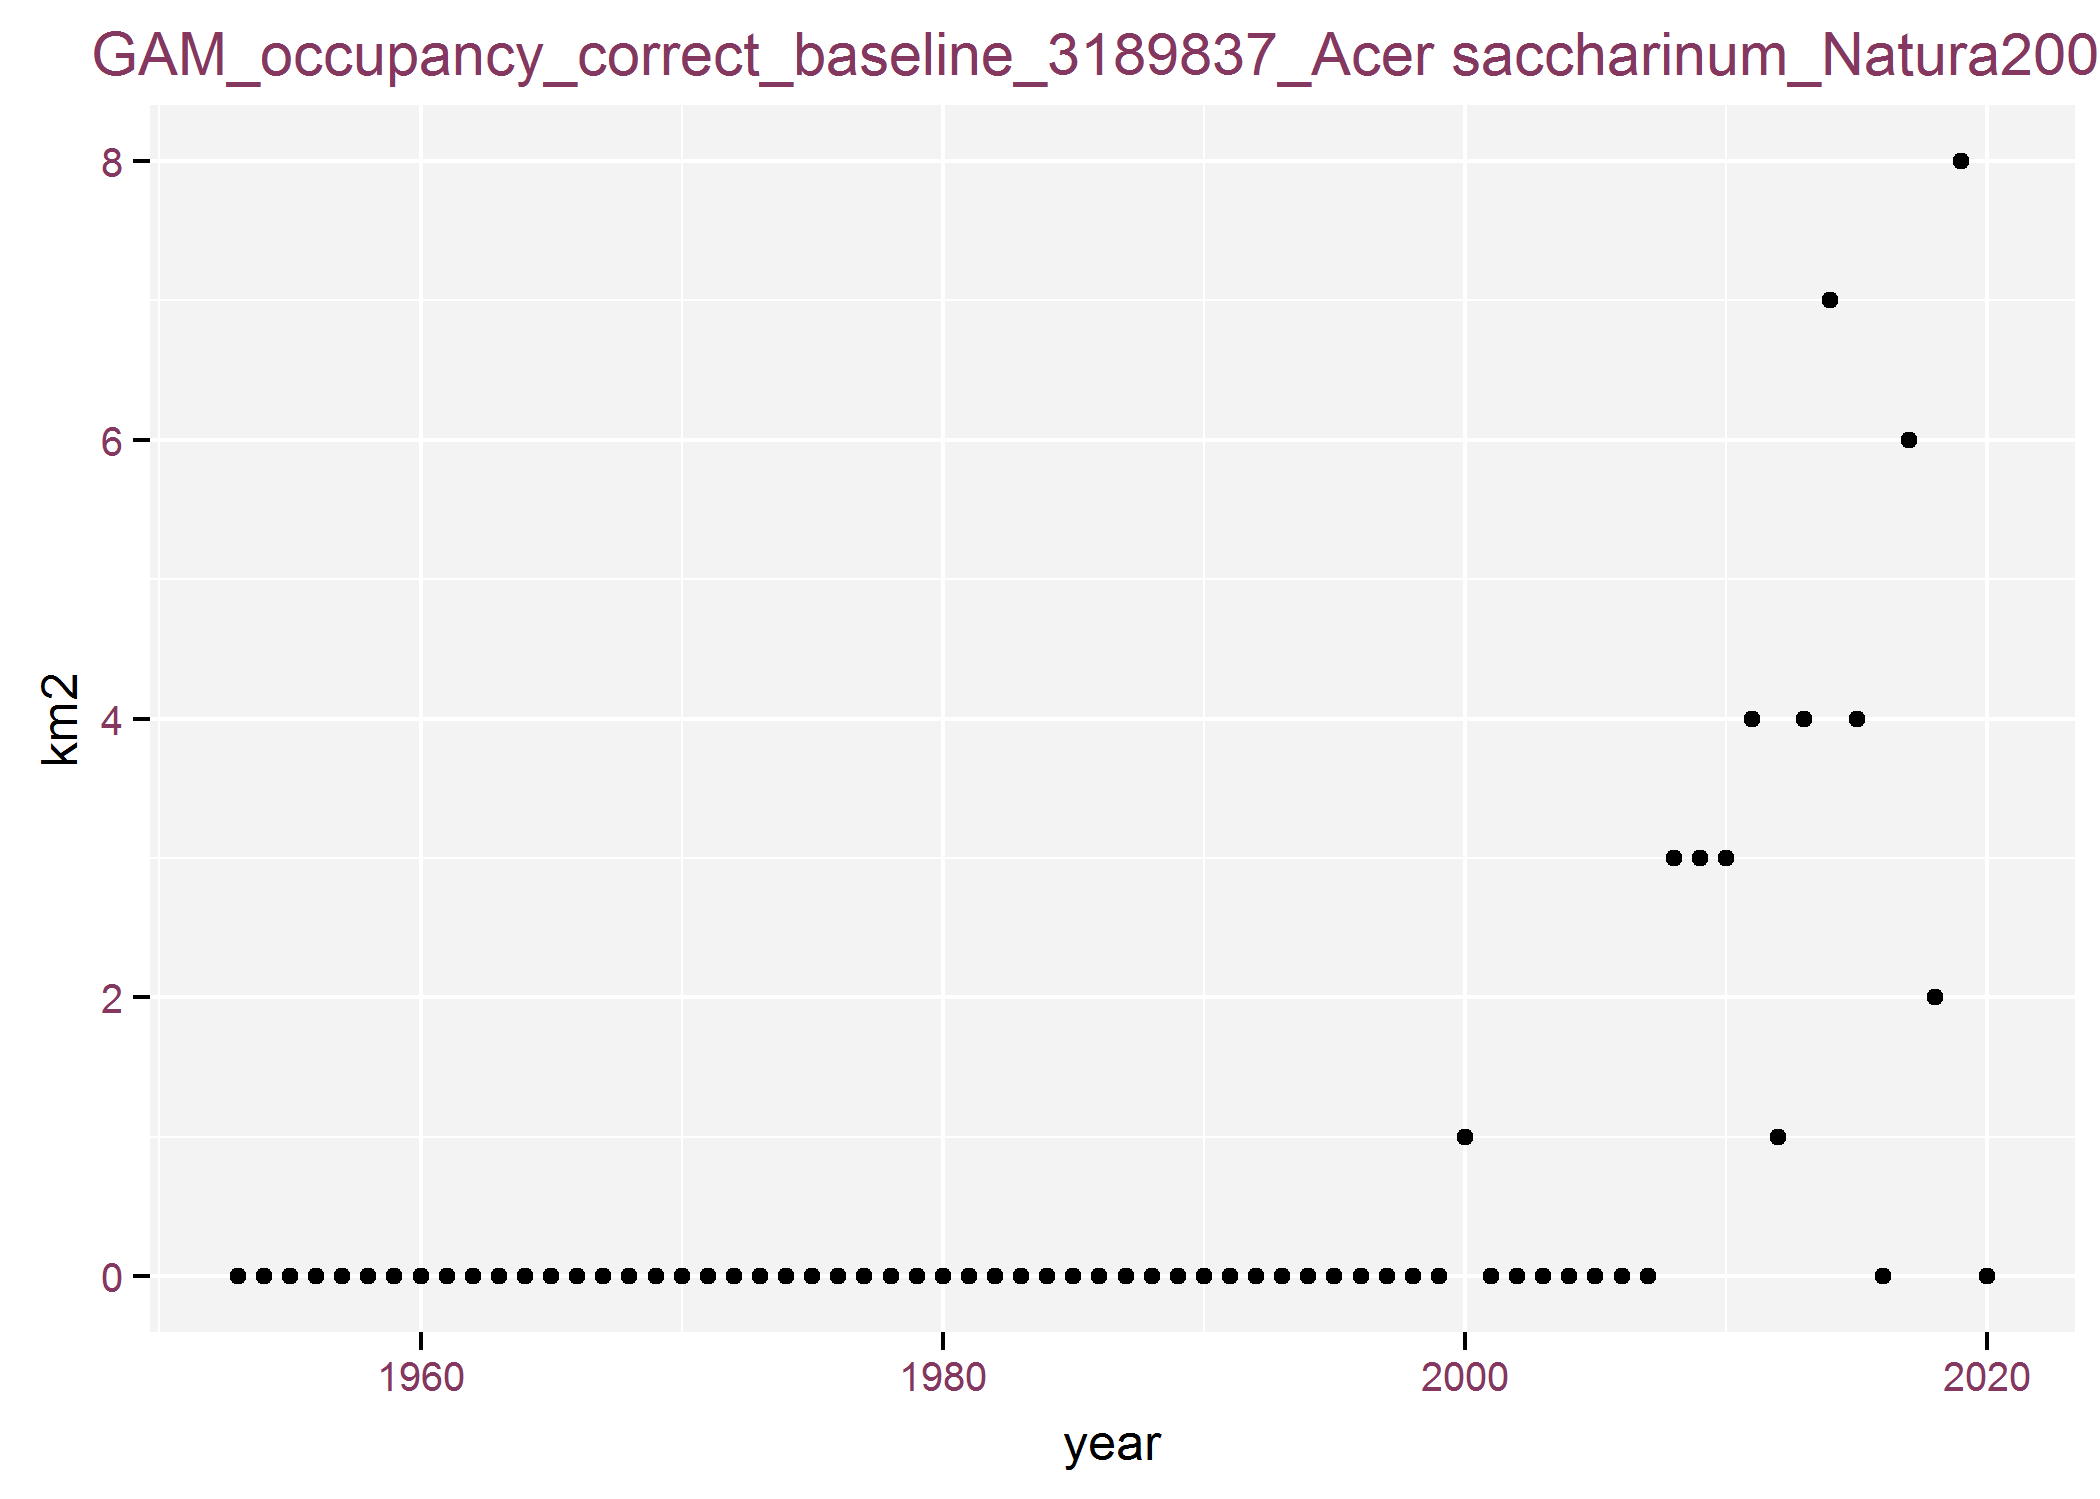 GAM_occupancy_correct_baseline_3189837_Acer saccharinum_Natura200
8
6
4
2
0
km2
1960 1980 2000 2020
year